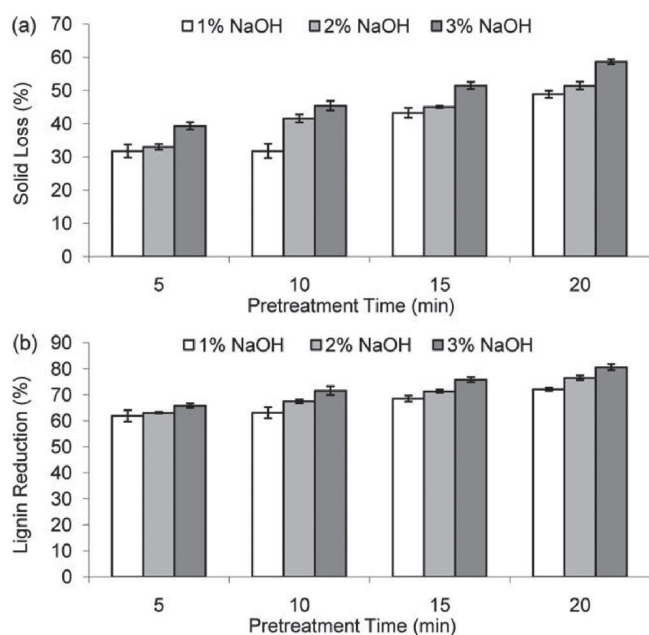 (a)
1% NaOH 2% NaOH 3% NaOH
70
60
50
40
30
20
10
0
Solid Loss (%)
5 10 15 20
Pretreatment Time (min)
(b)
1% NaOH 2% NaOH 3% NaOH
90
80
70
60
50
40
30
20
10
0
Lignin Reduction (%)
5 10 15 20
Pretreatment Time (min)